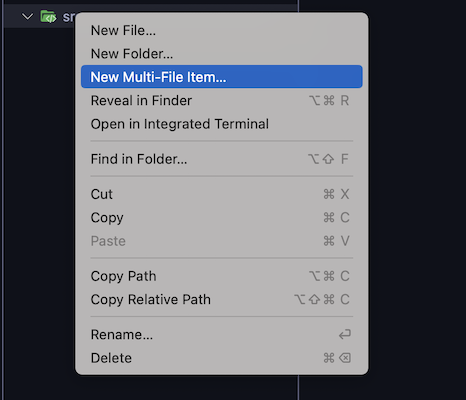 New File...
New Folder...
New Multi-File Item...
Reveal in Finder ⌥⌘ R
Open in Integrated Terminal
Find in Folder... ⌥⇧ F
Cut ⌘ X
Copy ⌘ C
Paste ⌘ V
Copy Path ⌥⌘ C
Copy Relative Path ⌥⇧⌘ C
Rename... ↩
Delete ⌘⌫